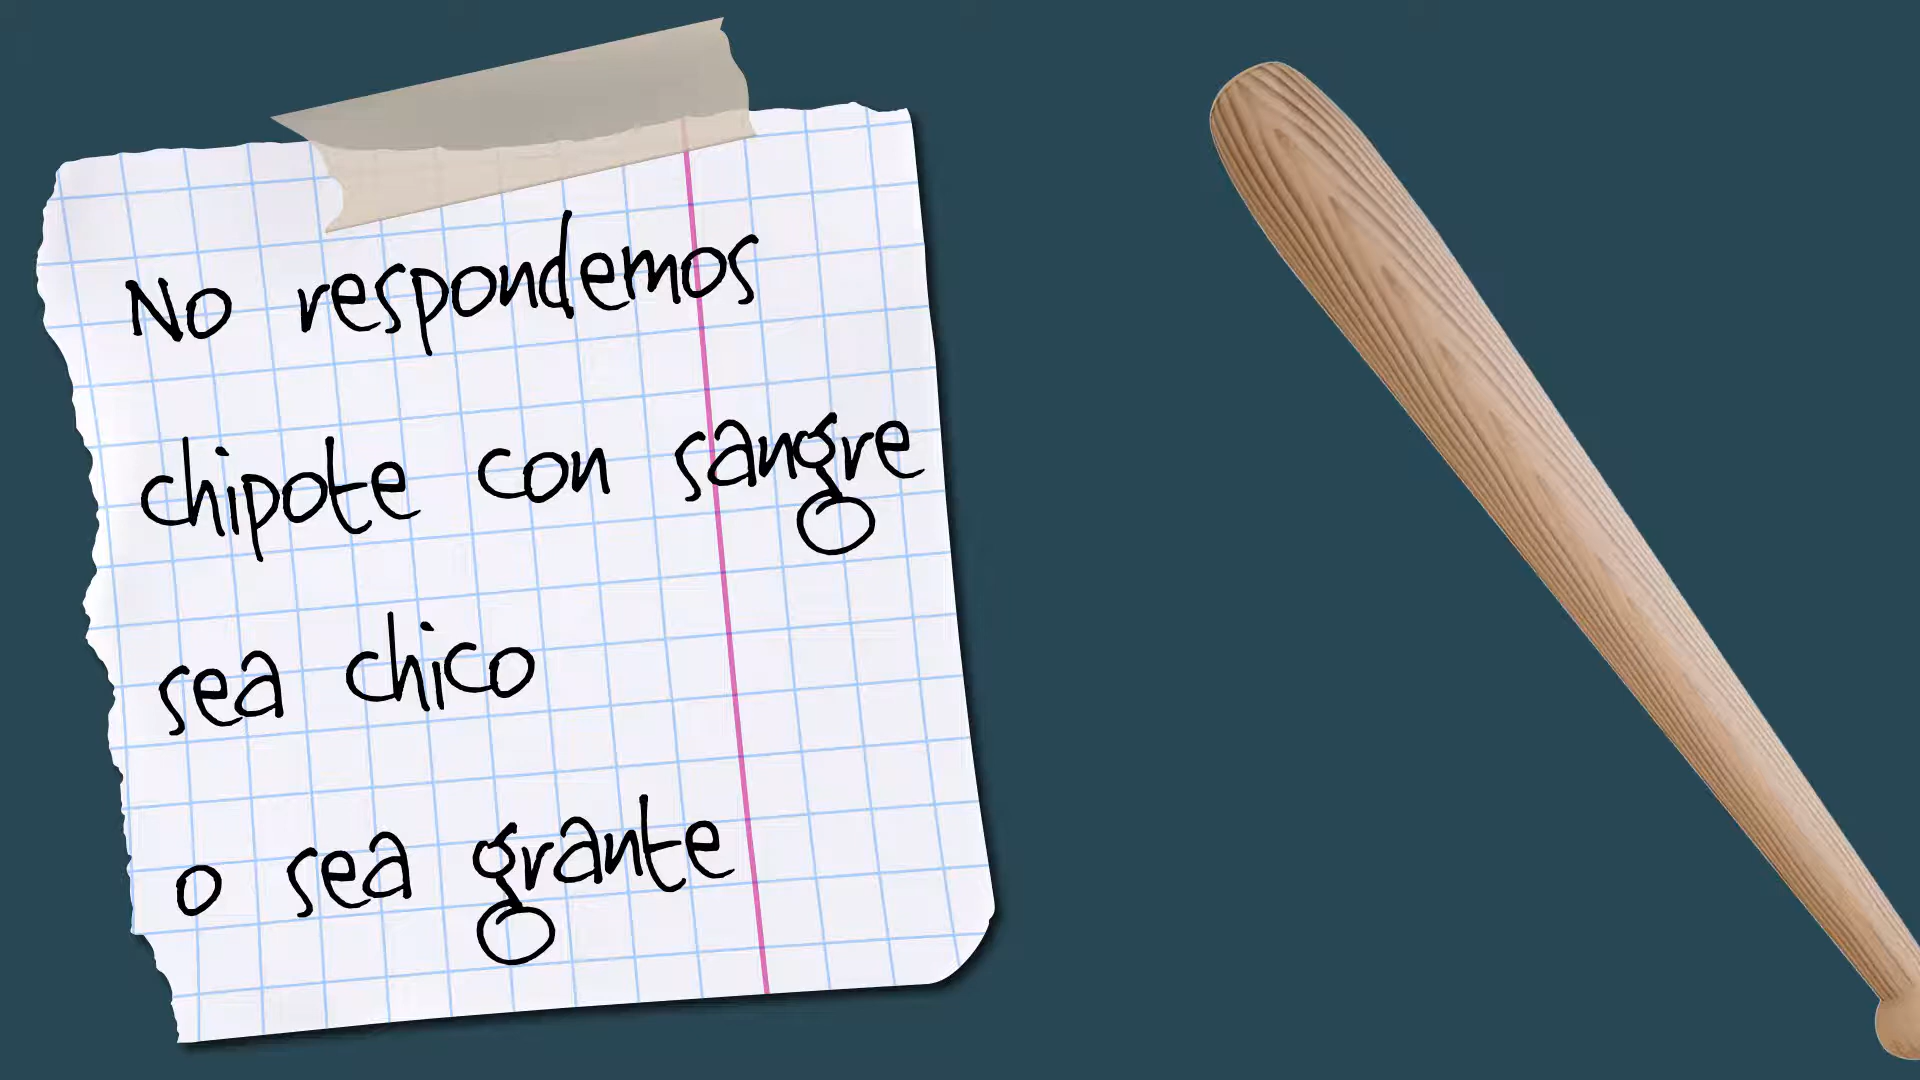 No respondemos
chipote con sangre
sea chico
o sea grante